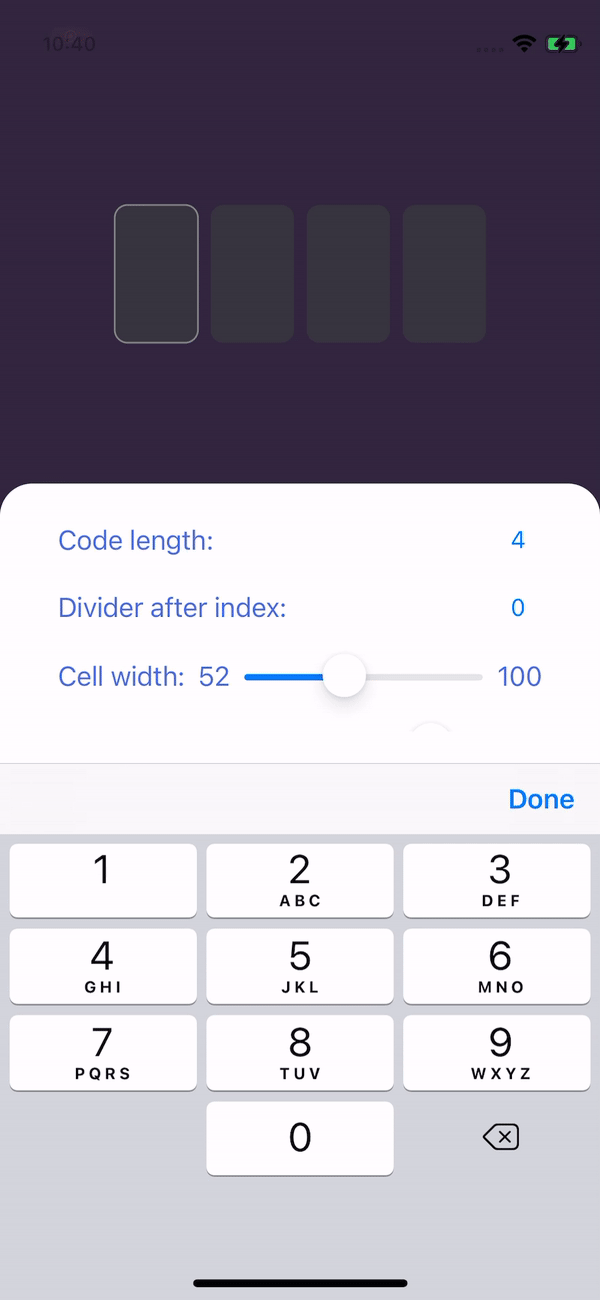 10:40
Code length: 4
Divider after index: 0
Cell width: 52 100
Done
1 2 3
ABC DEF
4 5 6
GHI JKL MNO
7 8 9
PQRS TUV WXYZ
0